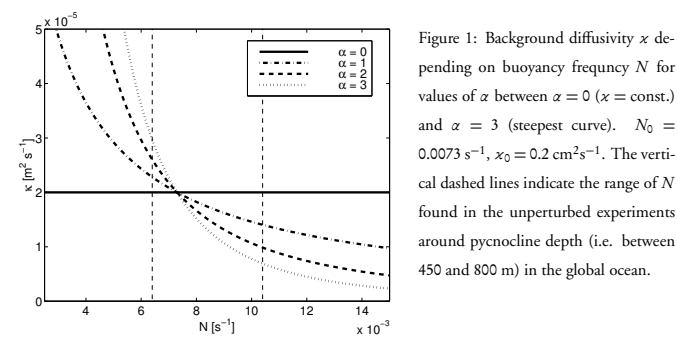 x 10⁻⁵
5
4
3
2
1
0
κ [m² s⁻¹]
α = 0
α = 1
α = 2
α = 3
4 6 8 10 12 14
N [s⁻¹]
x 10⁻³
Figure 1: Background diffusivity ϰ de-
pending on buoyancy frequncy N for
values of α between α = 0 (ϰ = const.)
and α = 3 (steepest curve). N₀ =
0.0073 s⁻¹, ϰ₀ = 0.2 cm²s⁻¹. The verti-
cal dashed lines indicate the range of N
found in the unperturbed experiments
around pycnocline depth (i.e. between
450 and 800 m) in the global ocean.